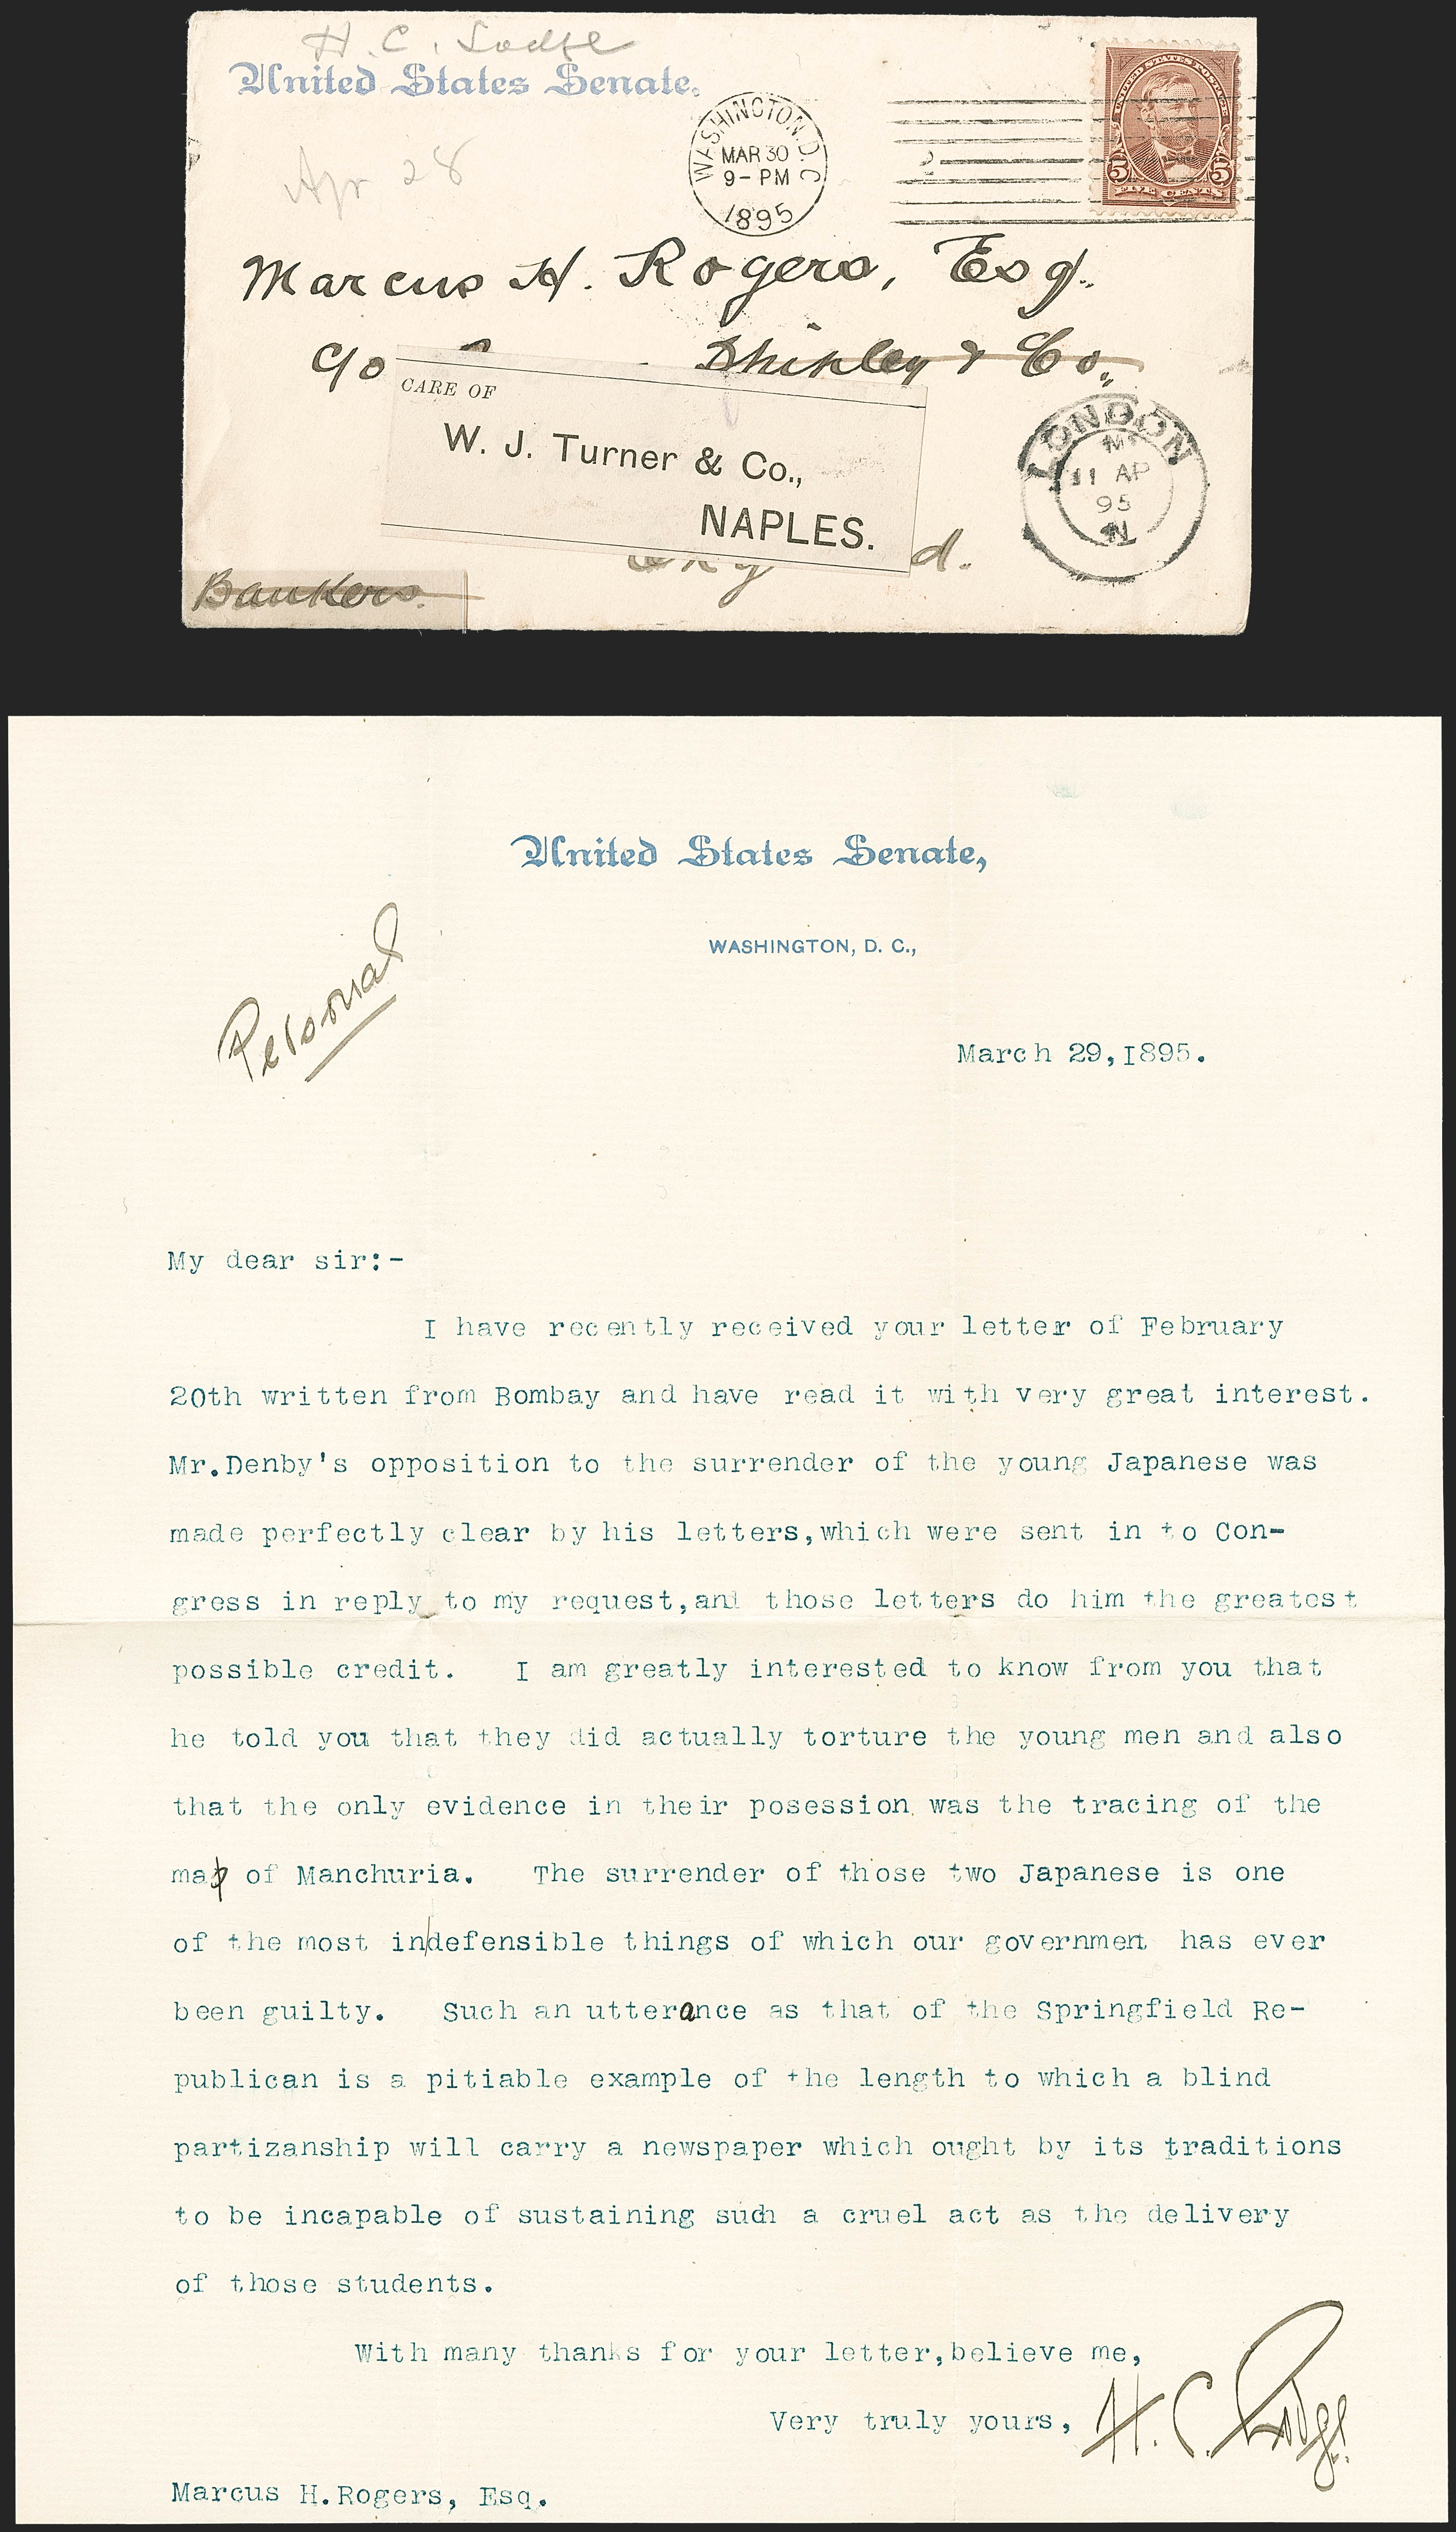 H. C. Lodge
United States Senate.
WASHINGTON, D.C.
MAR 30
9-PM
1895
UNITED STATES POSTAGE
5 5
FIVE CENTS
Apr 28
Marcus H. Rogers, Esq.
c/o Shipley & Co.,
CARE OF
W. J. Turner & Co.,
NAPLES.
d.
Bankers.
LONDON
11 AP
95
United States Senate,
WASHINGTON, D. C.,
Personal
March 29,1895.
My dear sir:-
I have recently received your letter of February
20th written from Bombay and have read it with very great interest.
Mr.Denby's opposition to the surrender of the young Japanese was
made perfectly clear by his letters,which were sent in to Con-
gress in reply to my request,and those letters do him the greatest
possible credit. I am greatly interested to know from you that
he told you that they did actually torture the young men and also
that the only evidence in their posession was the tracing of the
map of Manchuria. The surrender of those two Japanese is one
of the most indefensible things of which our government has ever
been guilty. Such an utterance as that of the Springfield Re-
publican is a pitiable example of the length to which a blind
partizanship will carry a newspaper which ought by its traditions
to be incapable of sustaining such a cruel act as the delivery
of those students.
With many thanks for your letter,believe me,
Very truly yours,
H. C. Lodge.
Marcus H.Rogers, Esq.